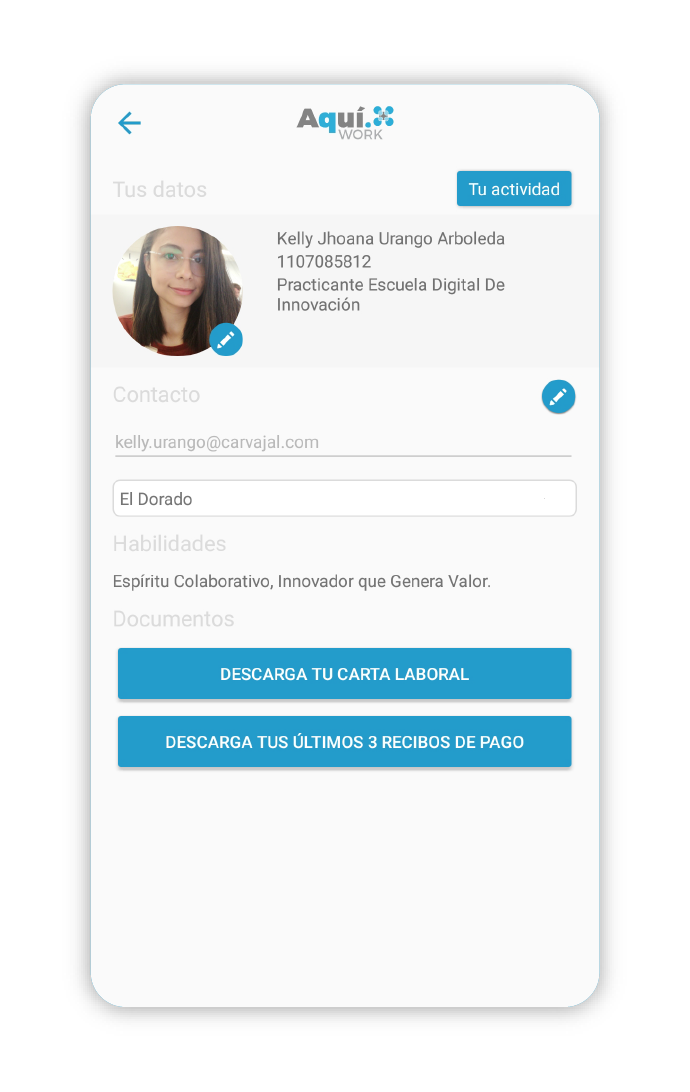 Aquí.
WORK
Tus datos
Tu actividad
Kelly Jhoana Urango Arboleda
1107085812
Practicante Escuela Digital De
Innovación
Contacto
kelly.urango@carvajal.com
El Dorado
Habilidades
Espíritu Colaborativo, Innovador que Genera Valor.
Documentos
DESCARGA TU CARTA LABORAL
DESCARGA TUS ÚLTIMOS 3 RECIBOS DE PAGO